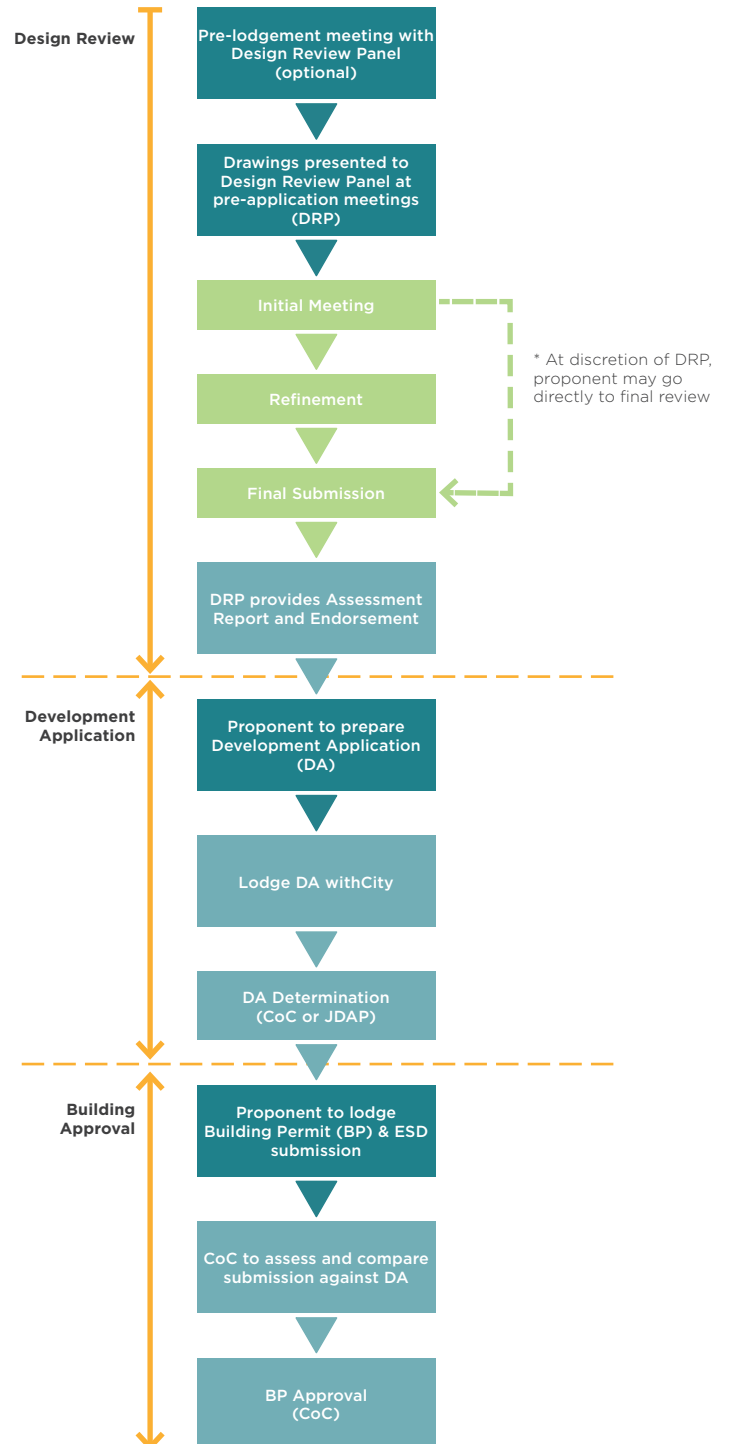 Design Review
Pre-lodgement meeting with
Design Review Panel
(optional)
Drawings presented to
Design Review Panel at
pre-application meetings
(DRP)
Initial Meeting
* At discretion of DRP,
proponent may go
directly to final review
Refinement
Final Submission
DRP provides Assessment
Report and Endorsement
Development
Application
Proponent to prepare
Development Application
(DA)
Lodge DA withCity
DA Determination
(CoC or JDAP)
Building
Approval
Proponent to lodge
Building Permit (BP) & ESD
submission
CoC to assess and compare
submission against DA
BP Approval
(CoC)